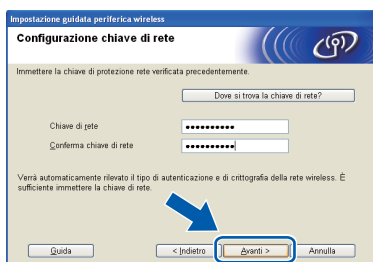 Impostazione guidata periferica wireless
Configurazione chiave di rete
Immettere la chiave di protezione rete verificata precedentemente.
Dove si trova la chiave di rete?
Chiave di rete ●●●●●●●●●●
Conferma chiave di rete ●●●●●●●●●●
Verrà automaticamente rilevato il tipo di autenticazione e di crittografia della rete wireless. È
sufficiente immettere la chiave di rete.
Guida < Indietro Avanti > Annulla